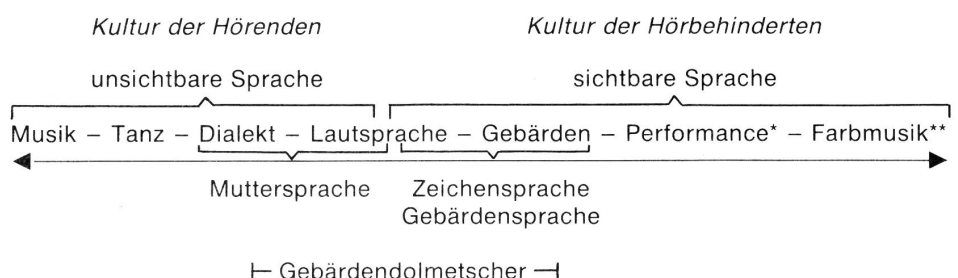 Kultur der Hörenden Kultur der Hörbehinderten
unsichtbare Sprache sichtbare Sprache
Musik – Tanz – Dialekt – Lautsprache – Gebärden – Performance* – Farbmusik**
Muttersprache Zeichensprache
Gebärdensprache
Gebärdendolmetscher